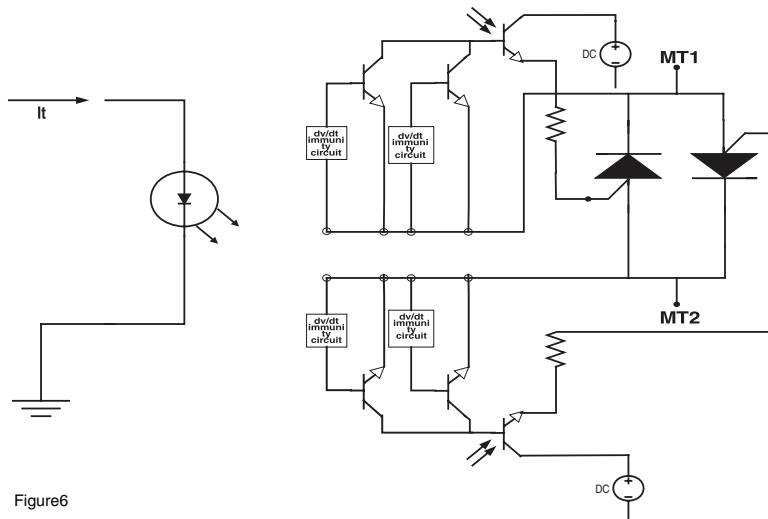 It
DC
+
−
MT1
dv/dt
immuni
ty
circuit
dv/dt
immuni
ty
circuit
dv/dt
immuni
ty
circuit
dv/dt
immuni
ty
circuit
MT2
DC
+
−
Figure6